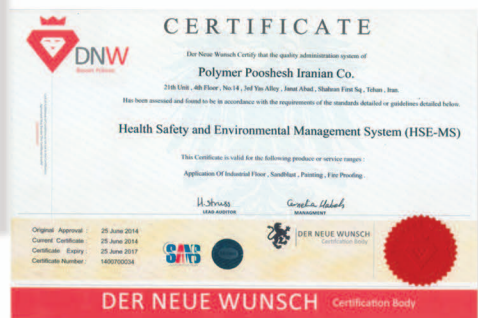 DNW
CERTIFICATE
Der Neue Wunsch Certify that the quality administration system of
Polymer Pooshesh Iranian Co.
21th Unit , 4th Floor , No.14 , 3rd Yas Alley , Janat Abad , Shahran First Sq , Tehran , Iran.
Has been assessed and found to be in accordance with the requirements of the standards detailed or guidelines detailed below.
Health Safety and Environmental Management System (HSE-MS)
This Certificate is valid for the following produce or service ranges :
Application Of Industrial Floor , Sandblast , Painting , Fire Proofing .
LEAD AUDITOR
MANAGMENT
Original Approval : 25 June 2014
Current Certificate : 25 June 2014
Certificate Expiry : 25 June 2017
Certificate Number : 1400700034
SANS
DER NEUE WUNSCH
Certification Body
DER NEUE WUNSCH Certification Body